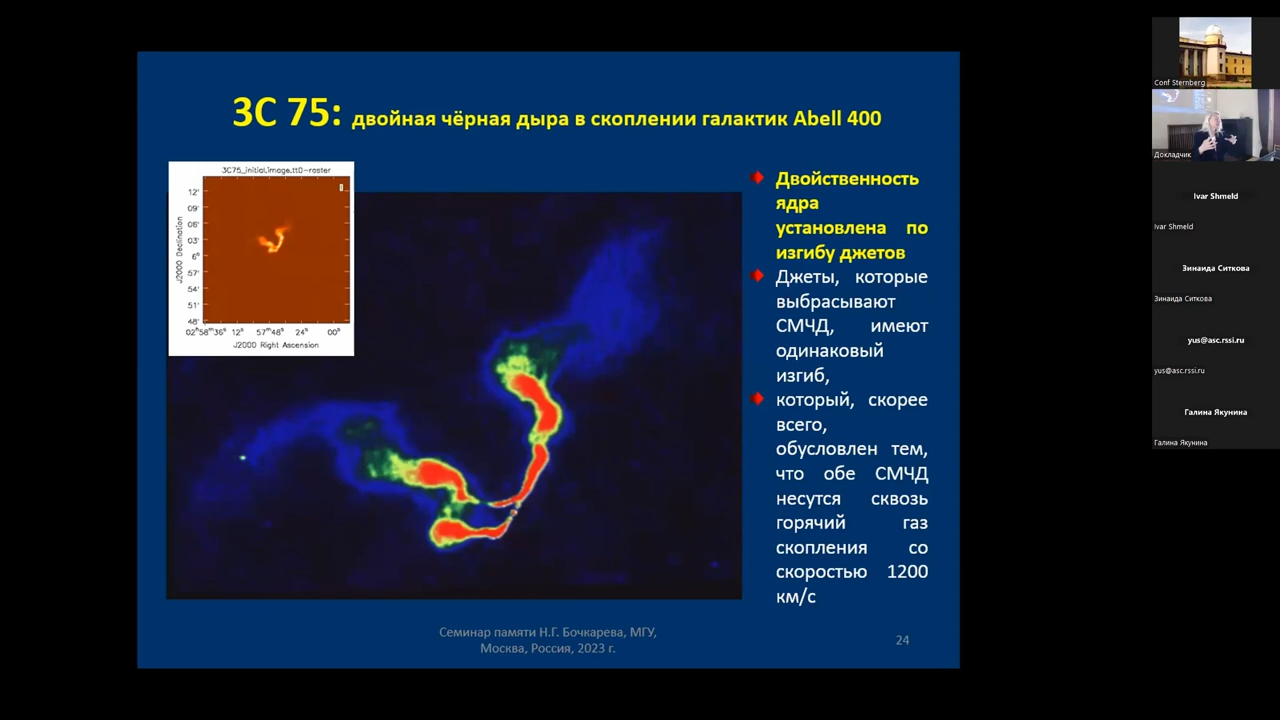 3C 75: двойная чёрная дыра в скоплении галактик Abell 400
3C75_initial.image.tt0-raster
12'
09'
06'
03'
6°
57'
54'
51'
48'
J2000 Declination
02ʰ58ᵐ36ˢ 12ˢ 57ᵐ48ˢ 24ˢ 00ˢ
J2000 Right Ascension
Двойственность
ядра
установлена по
изгибу джетов
Джеты, которые
выбрасывают
СМЧД, имеют
одинаковый
изгиб,
который, скорее
всего,
обусловлен тем,
что обе СМЧД
несутся сквозь
горячий газ
скопления со
скоростью 1200
км/с
Семинар памяти Н.Г. Бочкарева, МГУ,
Москва, Россия, 2023 г.
24
Conf Sternberg
Докладчик
Ivar Shmeld
Ivar Shmeld
Зинаида Ситкова
Зинаида Ситкова
yus@asc.rssi.ru
yus@asc.rssi.ru
Галина Якунина
Галина Якунина